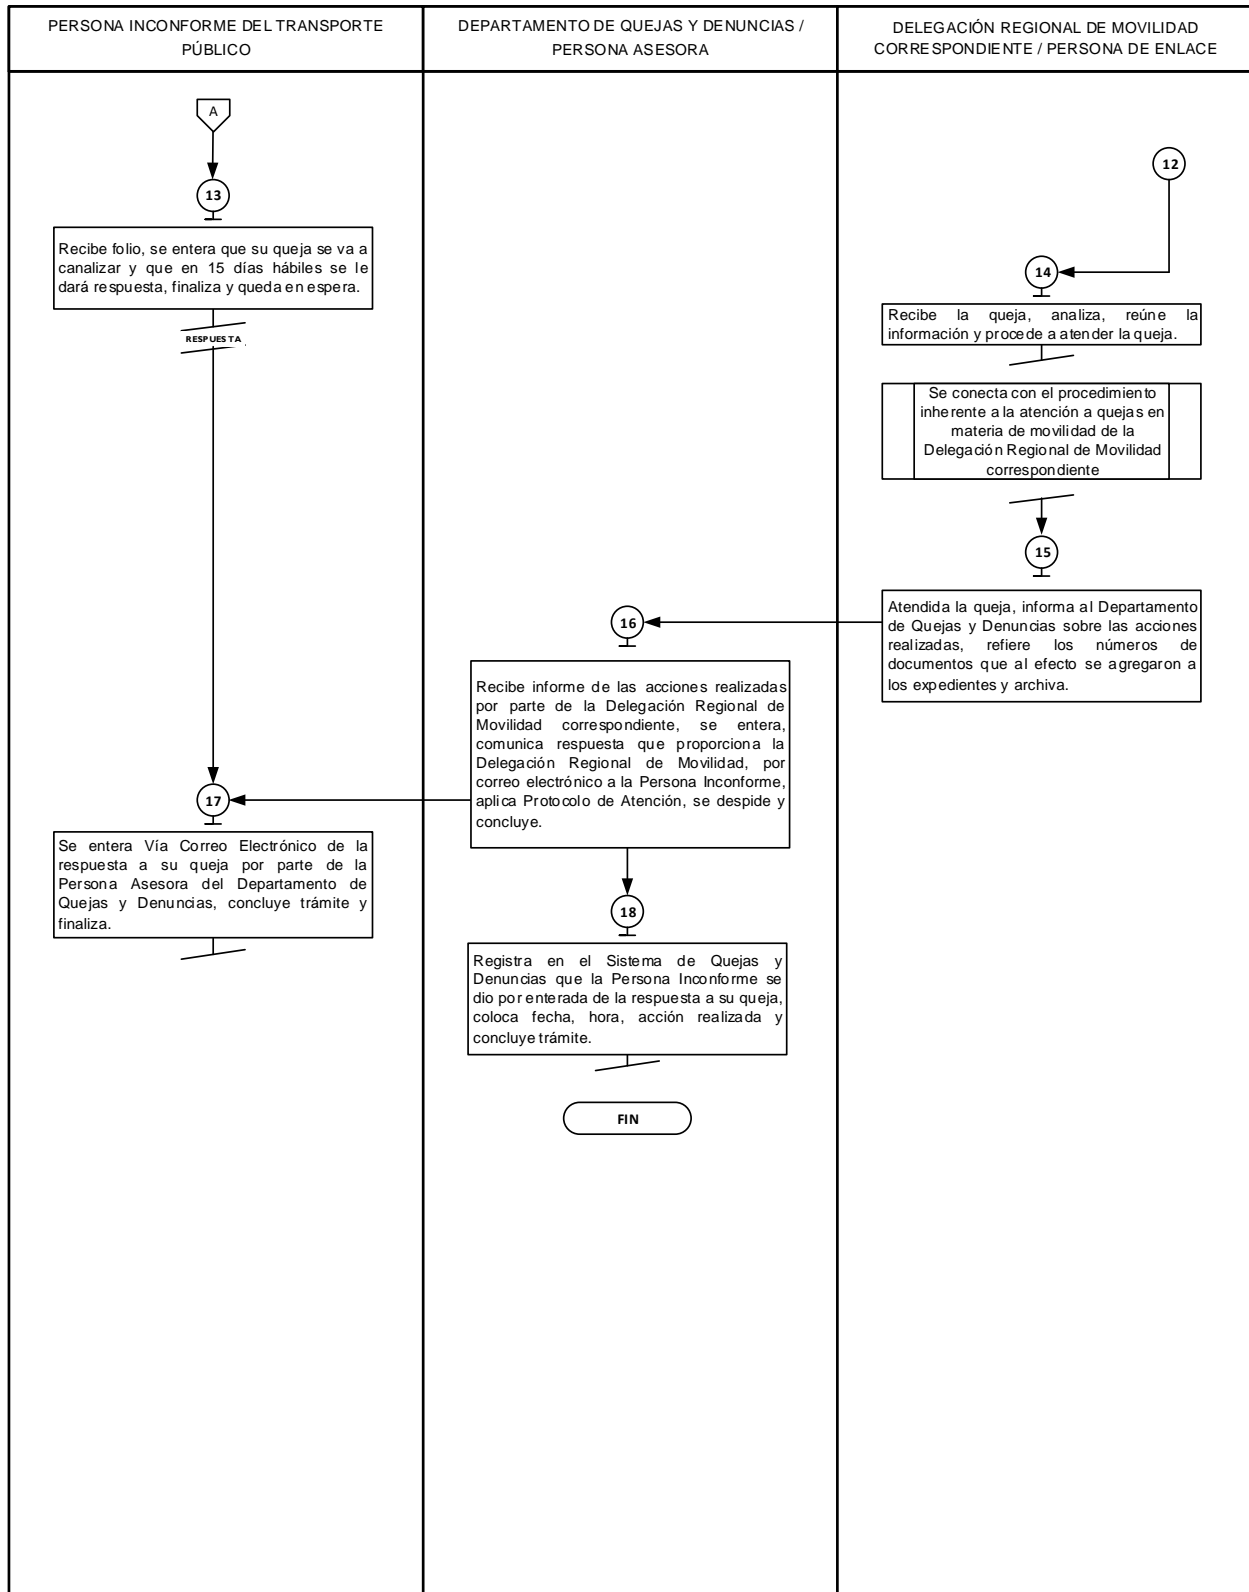 PERSONA INCONFORME DEL TRANSPORTE
PÚBLICO
DEPARTAMENTO DE QUEJAS Y DENUNCIAS /
PERSONA ASESORA
DELEGACIÓN REGIONAL DE MOVILIDAD
CORRESPONDIENTE / PERSONA DE ENLACE
A
13
Recibe folio, se entera que su queja se va a
canalizar y que en 15 días hábiles se le
dará respuesta, finaliza y queda en espera.
RESPUESTA
12
14
Recibe la queja, analiza, reúne la
información y procede a atender la queja.
Se conecta con el procedimiento
inherente a la atención a quejas en
materia de movilidad de la
Delegación Regional de Movilidad
correspondiente
15
Atendida la queja, informa al Departamento
de Quejas y Denuncias sobre las acciones
realizadas, refiere los números de
documentos que al efecto se agregaron a
los expedientes y archiva.
16
Recibe informe de las acciones realizadas
por parte de la Delegación Regional de
Movilidad correspondiente, se entera,
comunica respuesta que proporciona la
Delegación Regional de Movilidad, por
correo electrónico a la Persona Inconforme,
aplica Protocolo de Atención, se despide y
concluye.
17
Se entera Vía Correo Electrónico de la
respuesta a su queja por parte de la
Persona Asesora del Departamento de
Quejas y Denuncias, concluye trámite y
finaliza.
18
Registra en el Sistema de Quejas y
Denuncias que la Persona Inconforme se
dio por enterada de la respuesta a su queja,
coloca fecha, hora, acción realizada y
concluye trámite.
FIN